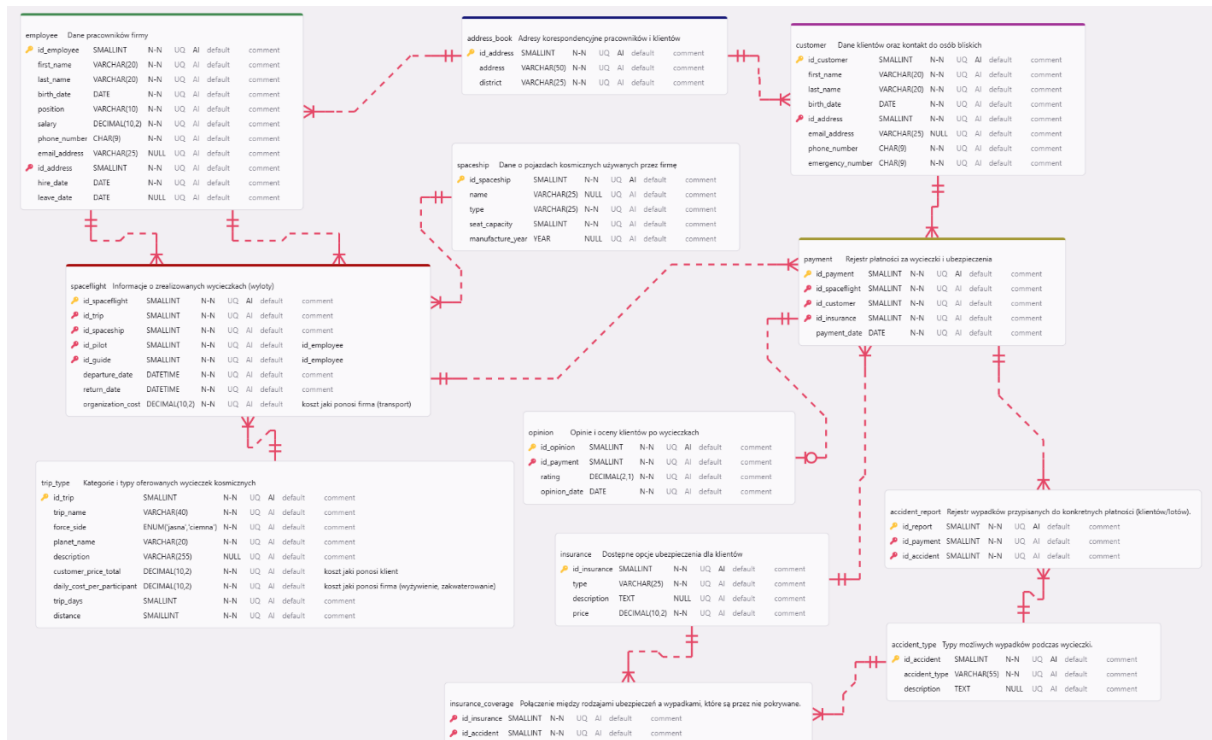 employee Dane pracowników firmy
id_employee SMALLINT N-N UQ AI default comment
first_name VARCHAR(20) N-N UQ AI default comment
last_name VARCHAR(20) N-N UQ AI default comment
birth_date DATE N-N UQ AI default comment
position VARCHAR(10) N-N UQ AI default comment
salary DECIMAL(10,2) N-N UQ AI default comment
phone_number CHAR(9) N-N UQ AI default comment
email_address VARCHAR(25) NULL UQ AI default comment
id_address SMALLINT N-N UQ AI default comment
hire_date DATE N-N UQ AI default comment
leave_date DATE NULL UQ AI default comment
address_book Adresy korespondencyjne pracowników i klientów
id_address SMALLINT N-N UQ AI default comment
address VARCHAR(50) N-N UQ AI default comment
district VARCHAR(25) N-N UQ AI default comment
customer Dane klientów oraz kontakt do osób bliskich
id_customer SMALLINT N-N UQ AI default comment
first_name VARCHAR(20) N-N UQ AI default comment
last_name VARCHAR(20) N-N UQ AI default comment
birth_date DATE N-N UQ AI default comment
id_address SMALLINT N-N UQ AI default comment
email_address VARCHAR(25) NULL UQ AI default comment
phone_number CHAR(9) N-N UQ AI default comment
emergency_number CHAR(9) N-N UQ AI default comment
spaceship Dane o pojazdach kosmicznych używanych przez firmę
id_spaceship SMALLINT N-N UQ AI default comment
name VARCHAR(25) NULL UQ AI default comment
type VARCHAR(25) N-N UQ AI default comment
seat_capacity SMALLINT N-N UQ AI default comment
manufacture_year YEAR NULL UQ AI default comment
spaceflight Informacje o zrealizowanych wycieczkach (wyloty)
id_spaceflight SMALLINT N-N UQ AI default comment
id_trip SMALLINT N-N UQ AI default comment
id_spaceship SMALLINT N-N UQ AI default comment
id_pilot SMALLINT N-N UQ AI default id_employee
id_guide SMALLINT N-N UQ AI default id_employee
departure_date DATETIME N-N UQ AI default comment
return_date DATETIME N-N UQ AI default comment
organization_cost DECIMAL(10,2) N-N UQ AI default koszt jaki ponosi firma (transport)
payment Rejestr płatności za wycieczki i ubezpieczenia
id_payment SMALLINT N-N UQ AI default comment
id_spaceflight SMALLINT N-N UQ AI default comment
id_customer SMALLINT N-N UQ AI default comment
id_insurance SMALLINT N-N UQ AI default comment
payment_date DATE N-N UQ AI default comment
opinion Opinie i oceny klientów po wycieczkach
id_opinion SMALLINT N-N UQ AI default comment
id_payment SMALLINT N-N UQ AI default comment
rating DECIMAL(2,1) N-N UQ AI default comment
opinion_date DATE N-N UQ AI default comment
trip_type Kategorie i typy oferowanych wycieczek kosmicznych
id_trip SMALLINT N-N UQ AI default comment
trip_name VARCHAR(40) N-N UQ AI default comment
force_side ENUM('jasna','ciemna') N-N UQ AI default comment
planet_name VARCHAR(20) N-N UQ AI default comment
description VARCHAR(255) NULL UQ AI default comment
customer_price_total DECIMAL(10,2) N-N UQ AI default koszt jaki ponosi klient
daily_cost_per_participant DECIMAL(10,2) N-N UQ AI default koszt jaki ponosi firma (wyżywienie, zakwaterowanie)
trip_days SMALLINT N-N UQ AI default comment
distance SMAILLINT N-N UQ AI default comment
insurance Dostępne opcje ubezpieczenia dla klientów
id_insurance SMALLINT N-N UQ AI default comment
type VARCHAR(25) N-N UQ AI default comment
description TEXT NULL UQ AI default comment
price DECIMAL(10,2) N-N UQ AI default comment
accident_report Rejestr wypadków przypisanych do konkretnych płatności (klientów/lotów).
id_report SMALLINT N-N UQ AI default comment
id_payment SMALLINT N-N UQ AI default comment
id_accident SMALLINT N-N UQ AI default comment
accident_type Typy możliwych wypadków podczas wycieczki.
id_accident SMALLINT N-N UQ AI default comment
accident_type VARCHAR(55) N-N UQ AI default comment
description TEXT NULL UQ AI default comment
insurance_coverage Połączenie między rodzajami ubezpieczeń a wypadkami, które są przez nie pokrywane.
id_insurance SMALLINT N-N UQ AI default comment
id_accident SMALLINT N-N UQ AI default comment